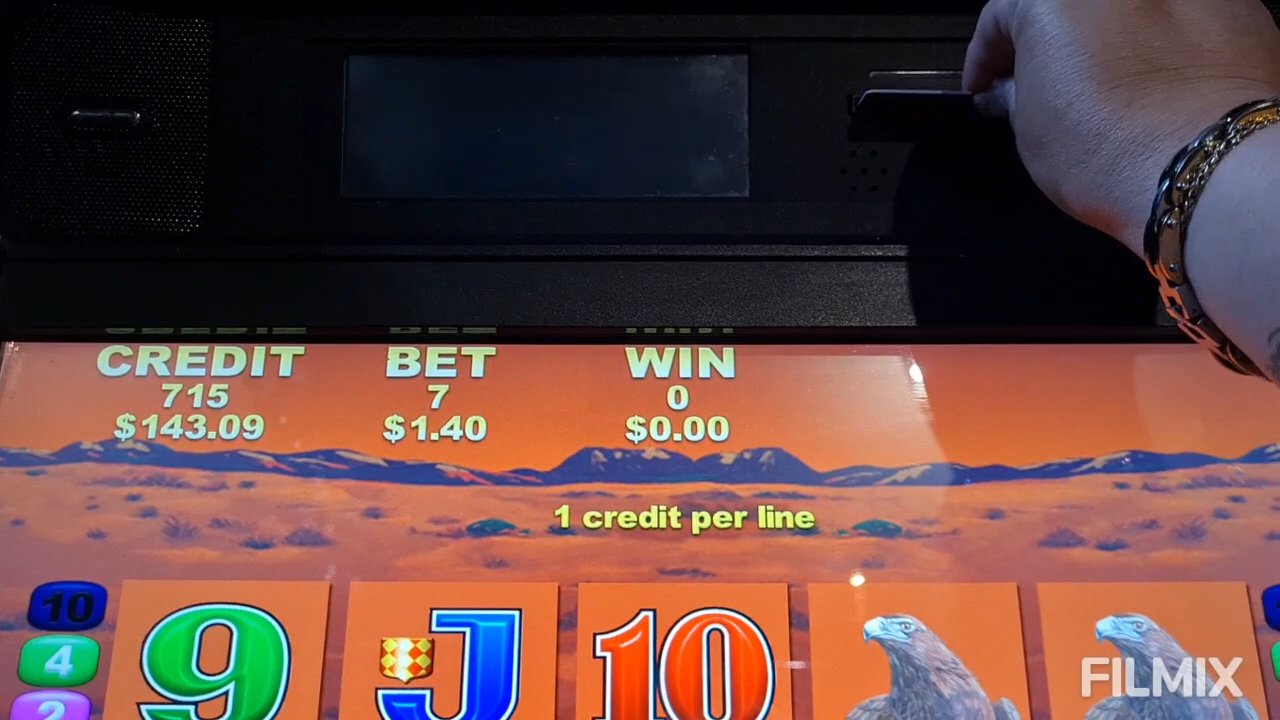 CREDIT BET WIN
715 7 0
$143.09 $1.40 $0.00
1 credit per line
10
4
2
9 J 10
FILMIX